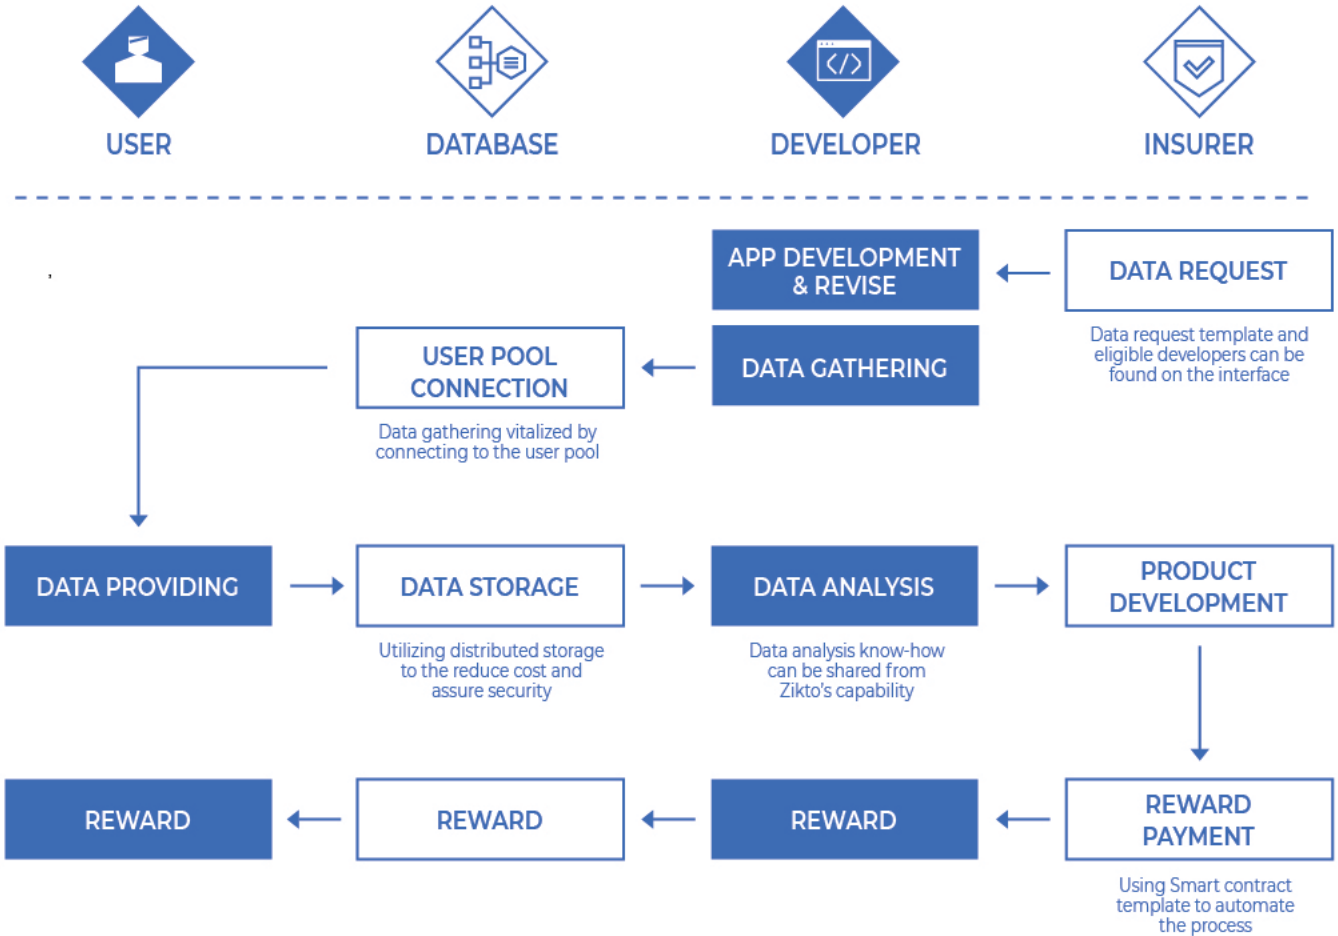 USER
DATABASE
DEVELOPER
INSURER
APP DEVELOPMENT
& REVISE
DATA REQUEST
Data request template and
eligible developers can be
found on the interface
,
USER POOL
CONNECTION
DATA GATHERING
Data gathering vitalized by
connecting to the user pool
DATA PROVIDING
DATA STORAGE
DATA ANALYSIS
PRODUCT
DEVELOPMENT
Utilizing distributed storage
to the reduce cost and
assure security
Data analysis know-how
can be shared from
Zikto's capability
REWARD
REWARD
REWARD
REWARD
PAYMENT
Using Smart contract
template to automate
the process